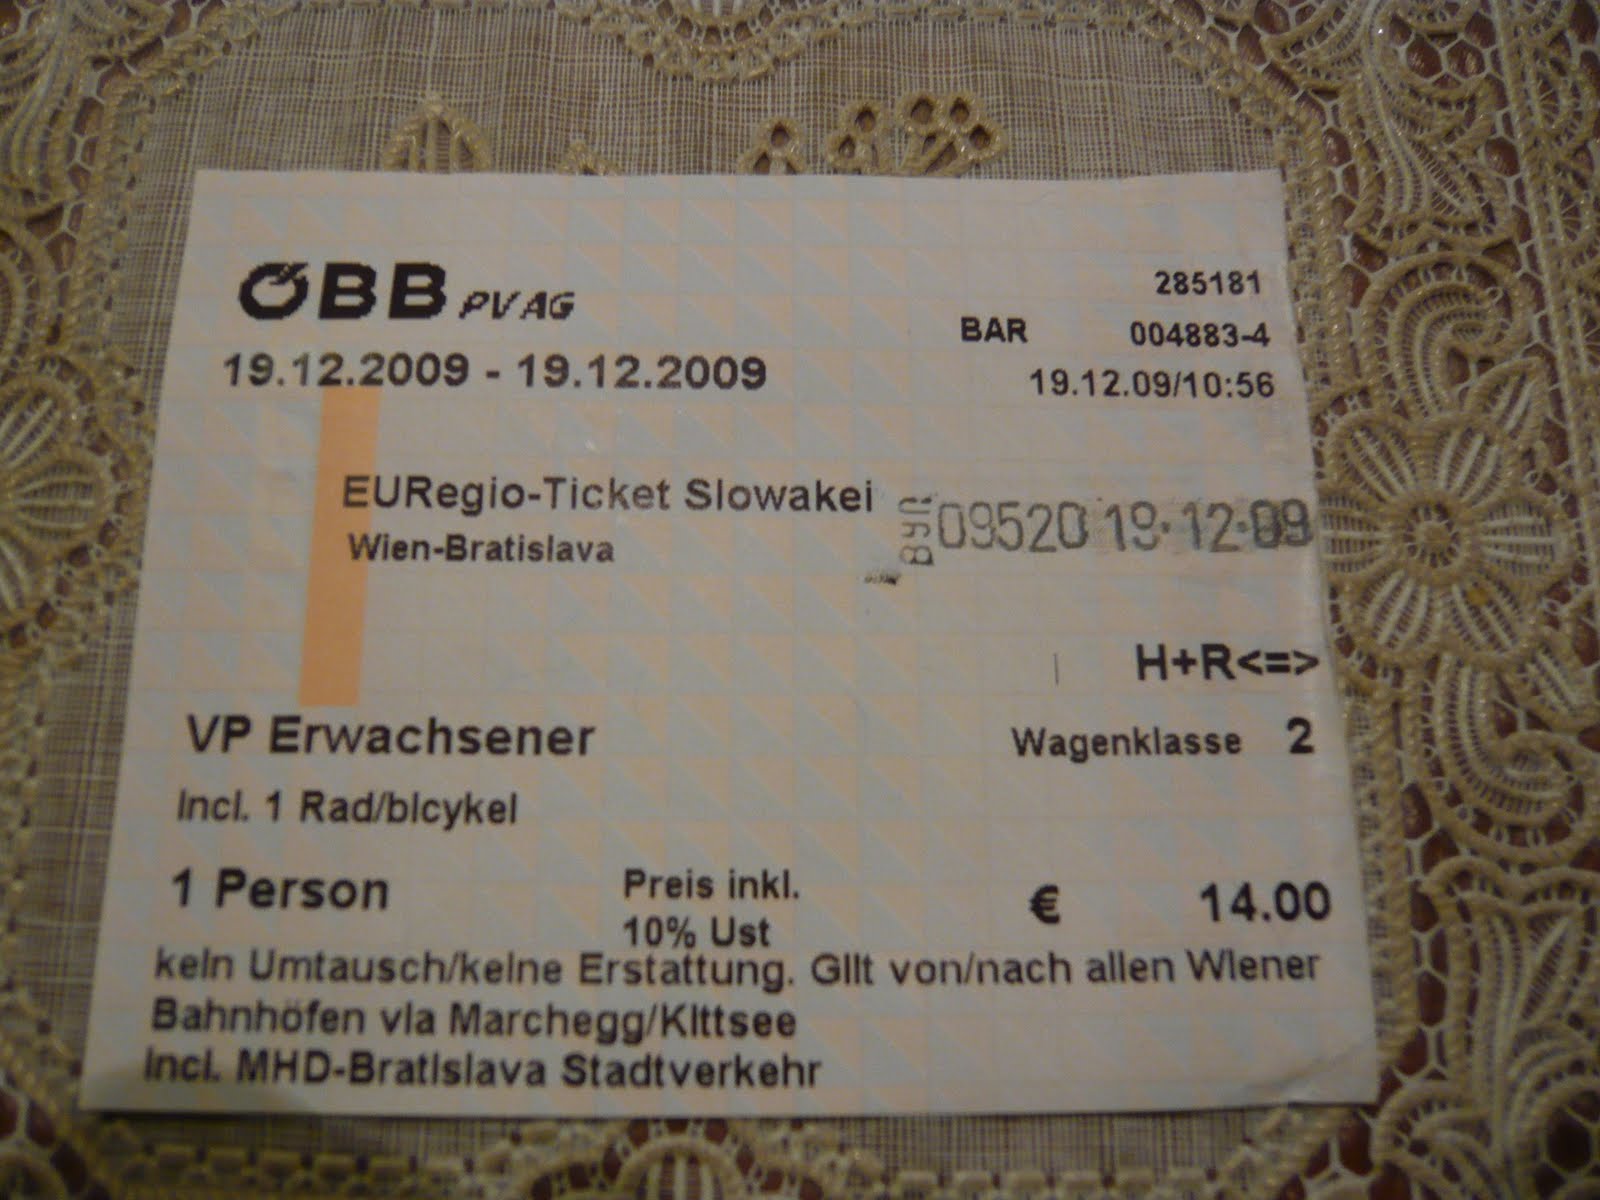 ÖBB PV AG
285181
BAR 004883-4
19.12.2009 - 19.12.2009
19.12.09/10:56
EURegio-Ticket Slowakei
Wien-Bratislava
09520 19.12.09
H+R<=>
VP Erwachsener
Wagenklasse 2
Incl. 1 Rad/bicykel
1 Person
Preis inkl.
10% Ust
€ 14.00
kein Umtausch/keine Erstattung. Gilt von/nach allen Wiener
Bahnhöfen via Marchegg/Kittsee
incl. MHD-Bratislava Stadtverkehr